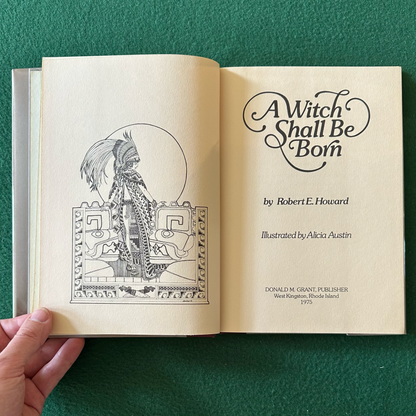 A Witch
Shall Be
Born
by Robert E. Howard
Illustrated by Alicia Austin
DONALD M. GRANT, PUBLISHER
West Kingston, Rhode Island
1975